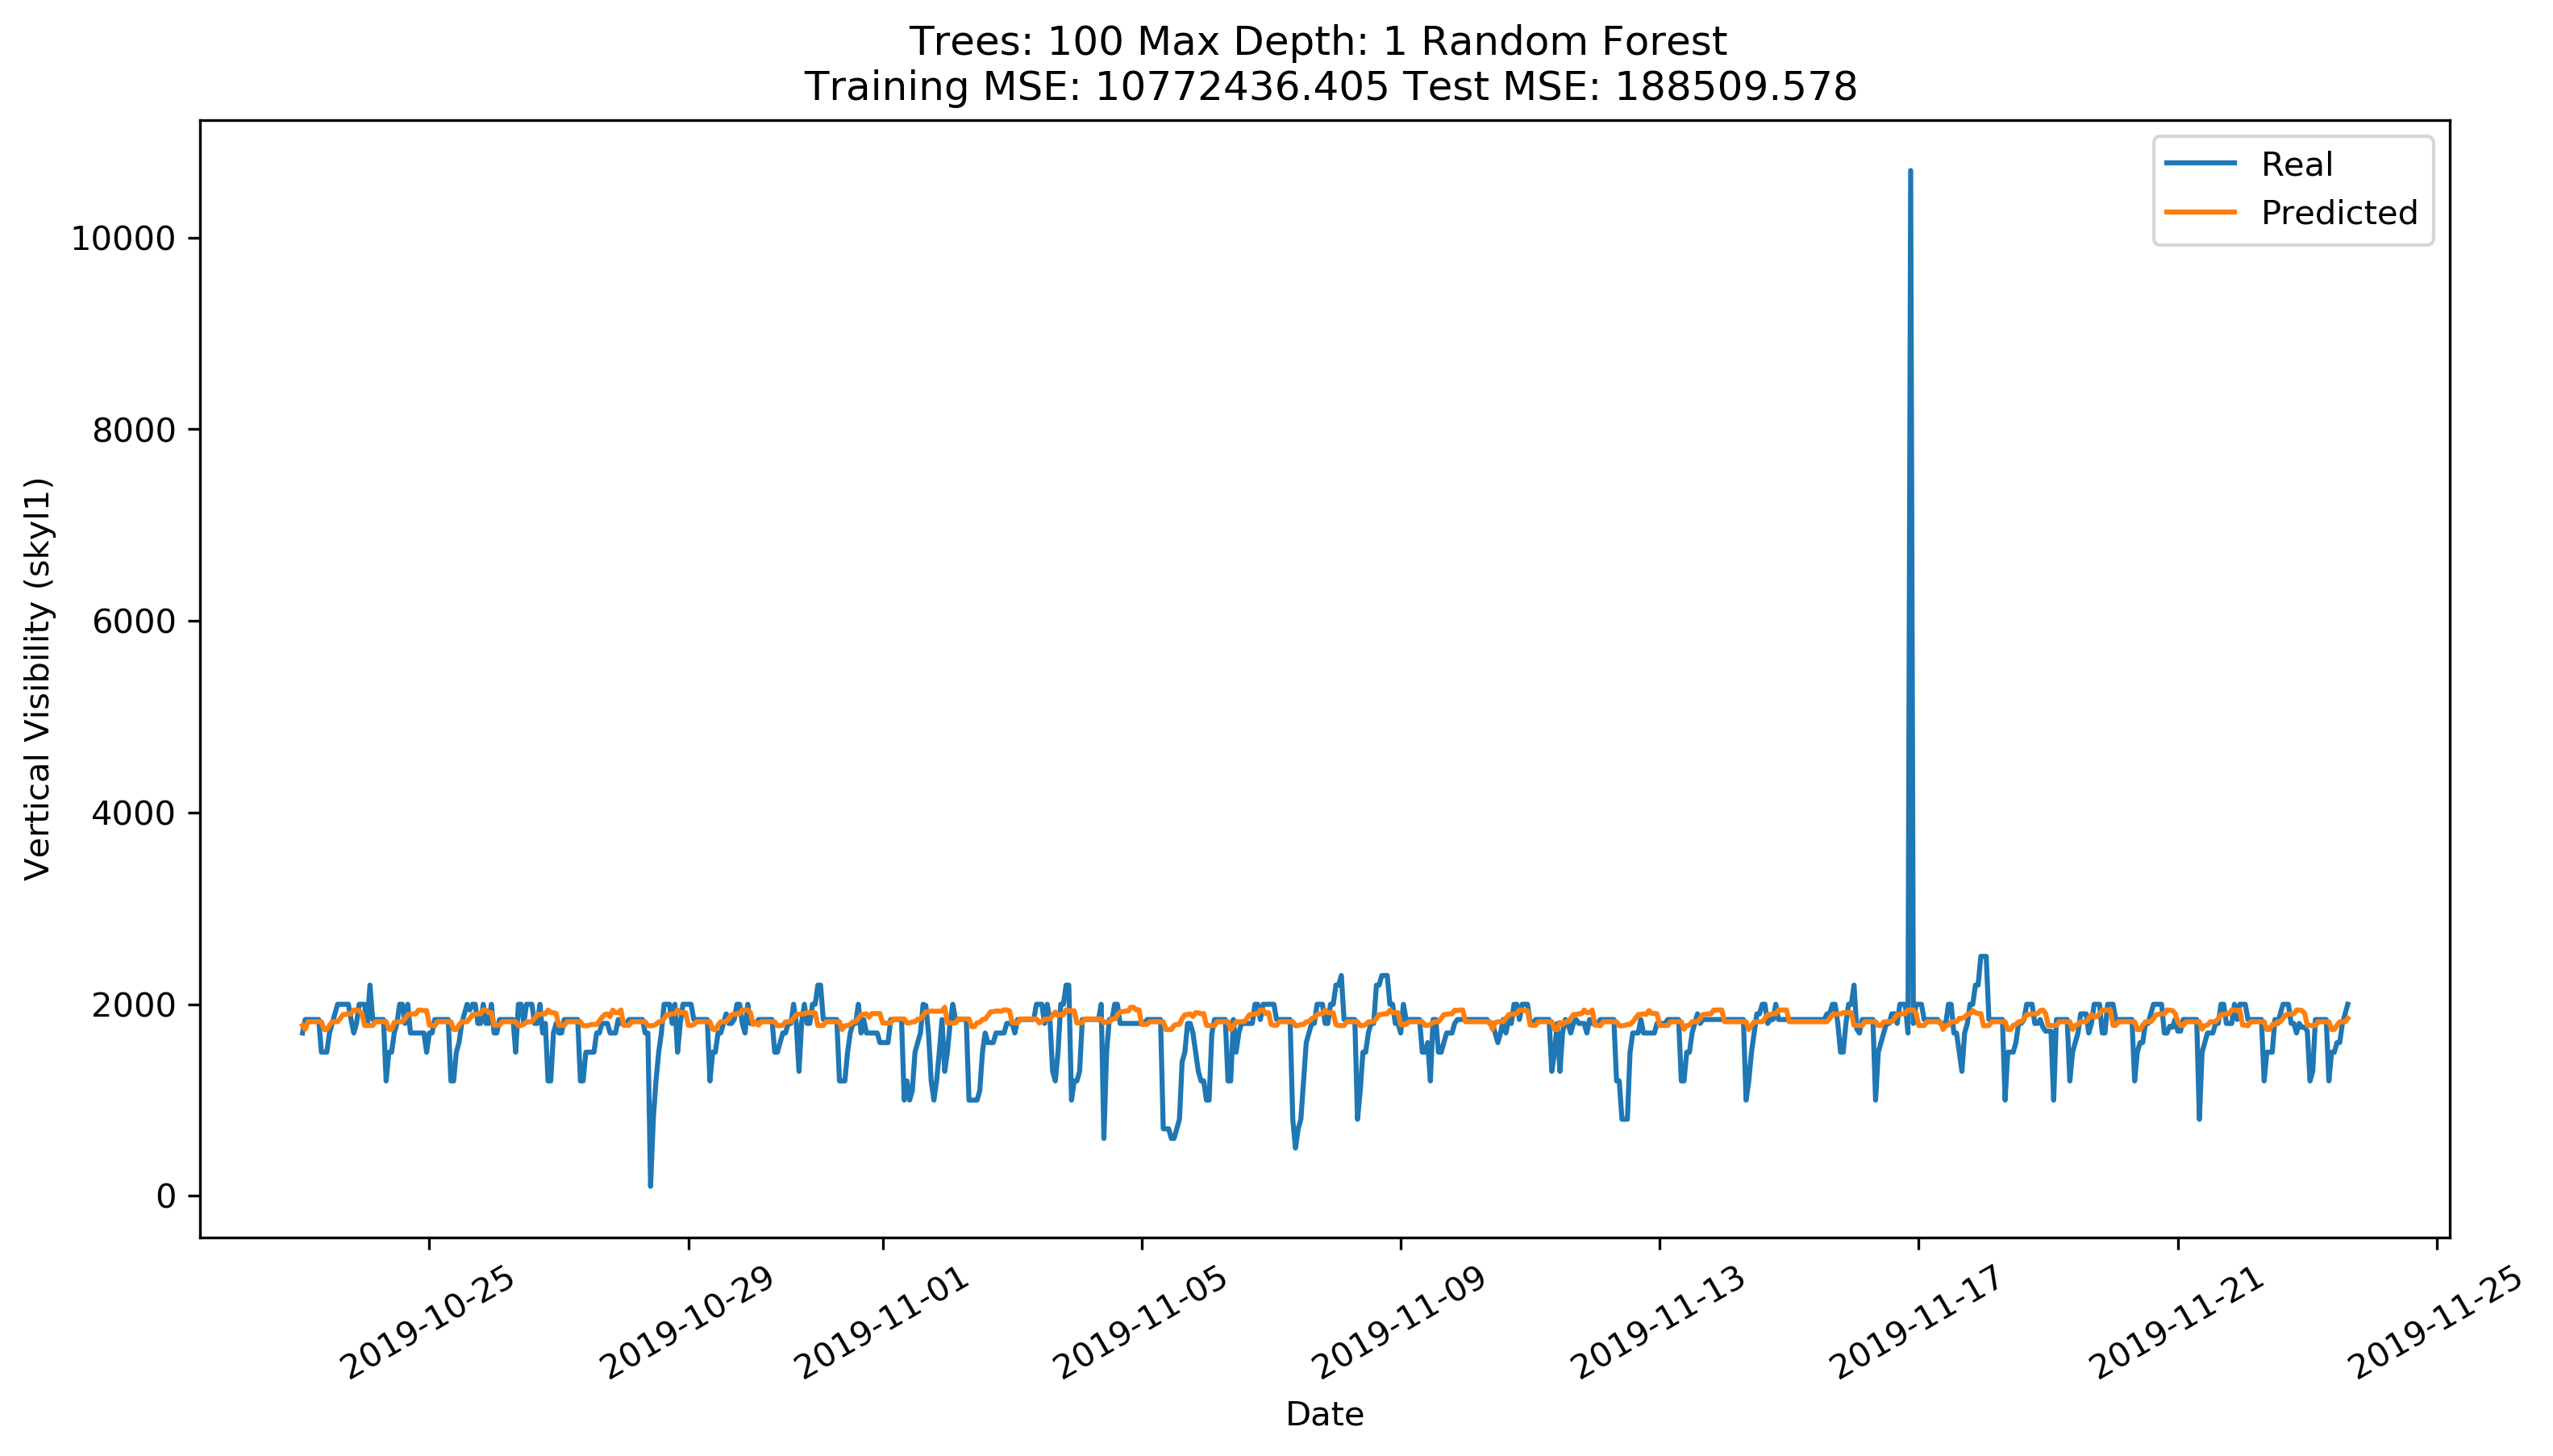 Trees: 100 Max Depth: 1 Random Forest
Training MSE: 10772436.405 Test MSE: 188509.578
Real
Predicted
10000
8000
6000
4000
2000
0
Vertical Visibility (skyl1)
2019-10-25
2019-10-29
2019-11-01
2019-11-05
2019-11-09
2019-11-13
2019-11-17
2019-11-21
2019-11-25
Date